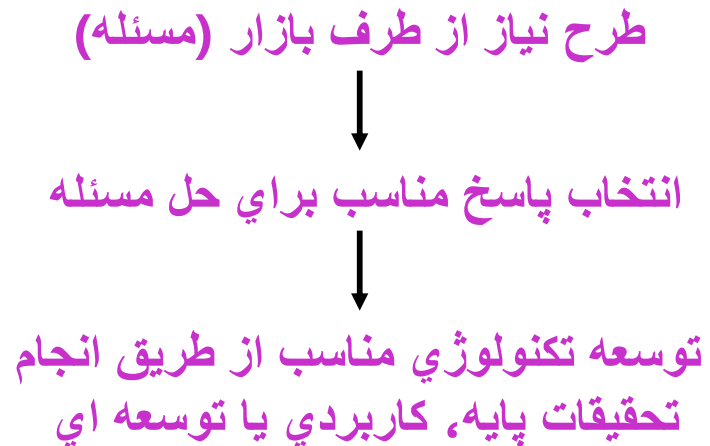 طرح نياز از طرف بازار (مسئله)
انتخاب پاسخ مناسب براي حل مسئله
توسعه تكنولوژي مناسب از طريق انجام
تحقيقات پايه, كاربردي يا توسعه اي